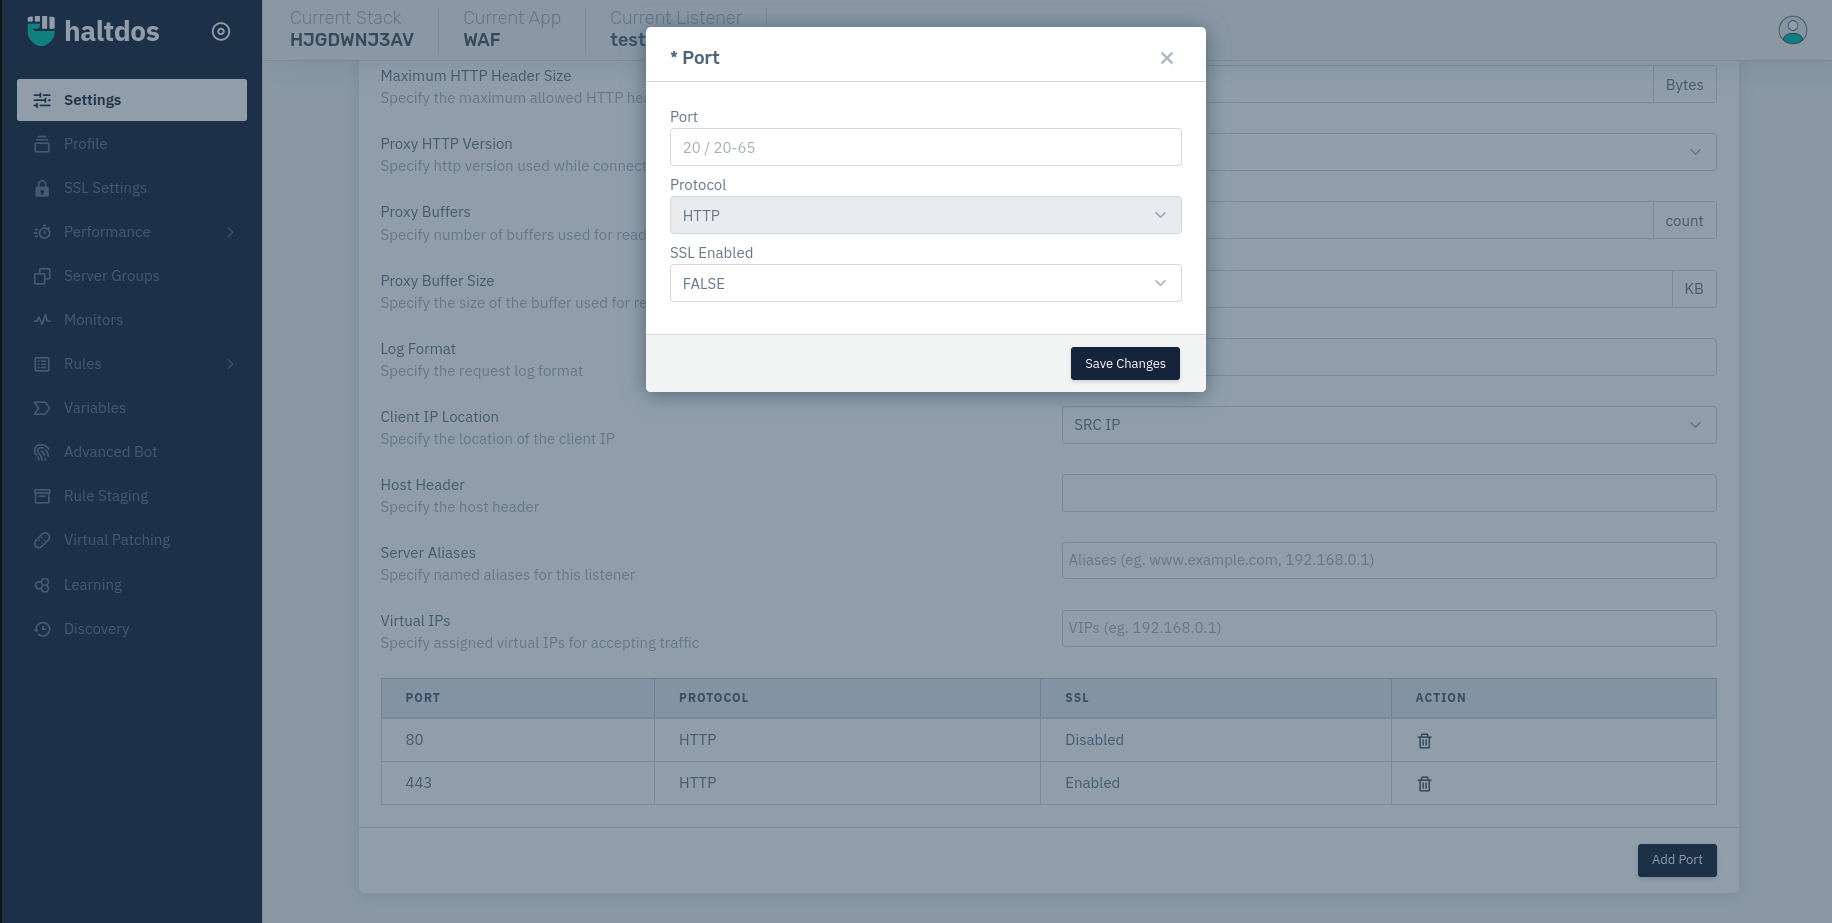 haltdos
Current Stack
HJGDWNJ3AV
Current App
WAF
Current Listener
test
Settings
Profile
SSL Settings
Performance
Server Groups
Monitors
Rules
Variables
Advanced Bot
Rule Staging
Virtual Patching
Learning
Discovery
* Port
Port
20 / 20-65
Protocol
HTTP
SSL Enabled
FALSE
Save Changes
Maximum HTTP Header Size
Specify the maximum allowed HTTP hea
Bytes
Proxy HTTP Version
Specify http version used while connect
Proxy Buffers
Specify number of buffers used for read
count
Proxy Buffer Size
Specify the size of the buffer used for re
KB
Log Format
Specify the request log format
Client IP Location
Specify the location of the client IP
SRC IP
Host Header
Specify the host header
Server Aliases
Specify named aliases for this listener
Aliases (eg. www.example.com, 192.168.0.1)
Virtual IPs
Specify assigned virtual IPs for accepting traffic
VIPs (eg. 192.168.0.1)
PORT PROTOCOL SSL ACTION
80 HTTP Disabled
443 HTTP Enabled
Add Port